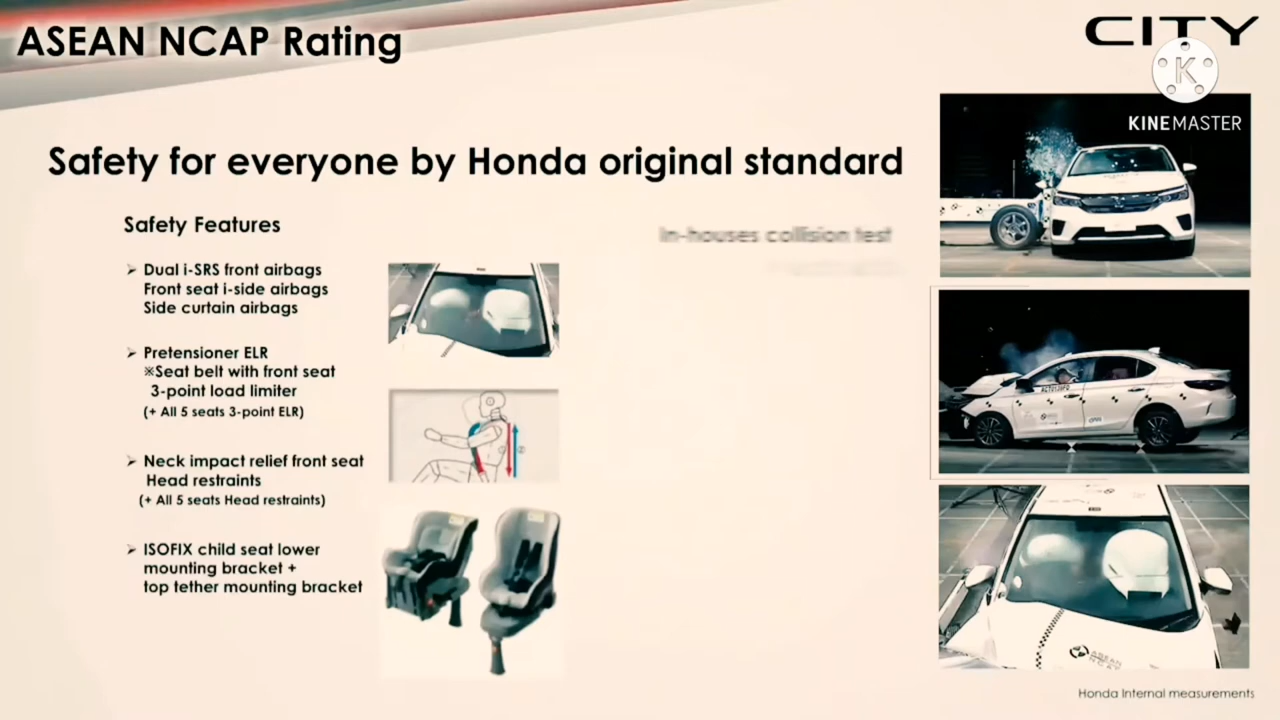 ASEAN NCAP Rating
CITY
K
KINEMASTER
Safety for everyone by Honda original standard
Safety Features
In-houses collision test
➢ Dual i-SRS front airbags
Front seat i-side airbags
Side curtain airbags
➢ Pretensioner ELR
※Seat belt with front seat
3-point load limiter
(+ All 5 seats 3-point ELR)
➢ Neck impact relief front seat
Head restraints
(+ All 5 seats Head restraints)
➢ ISOFIX child seat lower
mounting bracket +
top tether mounting bracket
ASEAN
NCAP
Honda Internal measurements